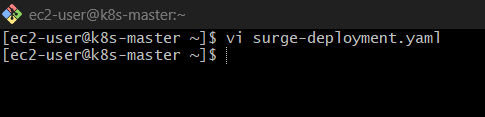 ec2-user@k8s-master:~
[ec2-user@k8s-master ~]$ vi surge-deployment.yaml
[ec2-user@k8s-master ~]$